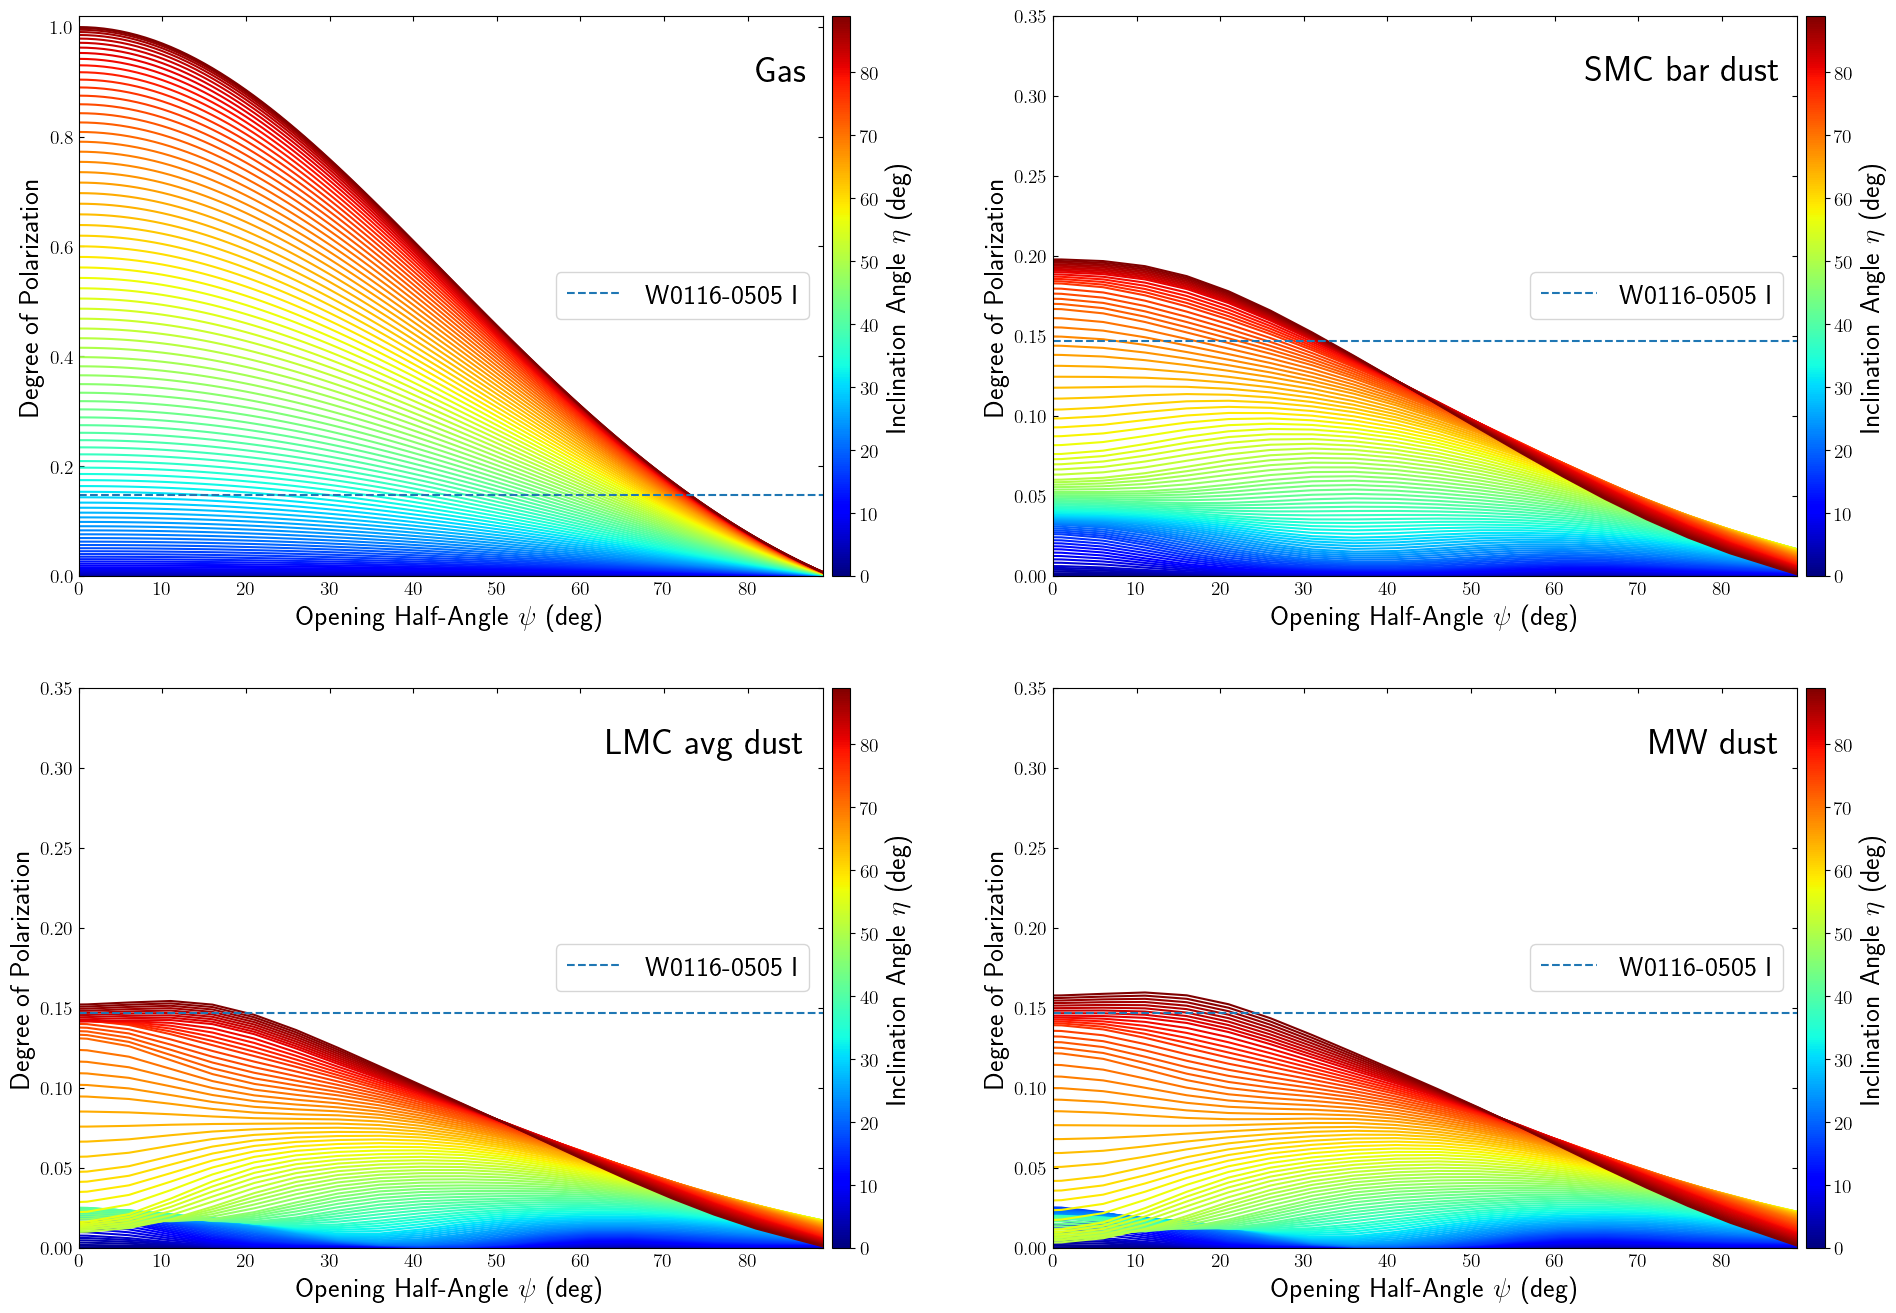 Gas
W0116-0505 I
Degree of Polarization
0.0
0.2
0.4
0.6
0.8
1.0
0 10 20 30 40 50 60 70 80
Opening Half-Angle ψ (deg)
0 10 20 30 40 50 60 70 80
Inclination Angle η (deg)
SMC bar dust
W0116-0505 I
Degree of Polarization
0.00
0.05
0.10
0.15
0.20
0.25
0.30
0.35
0 10 20 30 40 50 60 70 80
Opening Half-Angle ψ (deg)
0 10 20 30 40 50 60 70 80
Inclination Angle η (deg)
LMC avg dust
W0116-0505 I
Degree of Polarization
0.00
0.05
0.10
0.15
0.20
0.25
0.30
0.35
0 10 20 30 40 50 60 70 80
Opening Half-Angle ψ (deg)
0 10 20 30 40 50 60 70 80
Inclination Angle η (deg)
MW dust
W0116-0505 I
Degree of Polarization
0.00
0.05
0.10
0.15
0.20
0.25
0.30
0.35
0 10 20 30 40 50 60 70 80
Opening Half-Angle ψ (deg)
0 10 20 30 40 50 60 70 80
Inclination Angle η (deg)